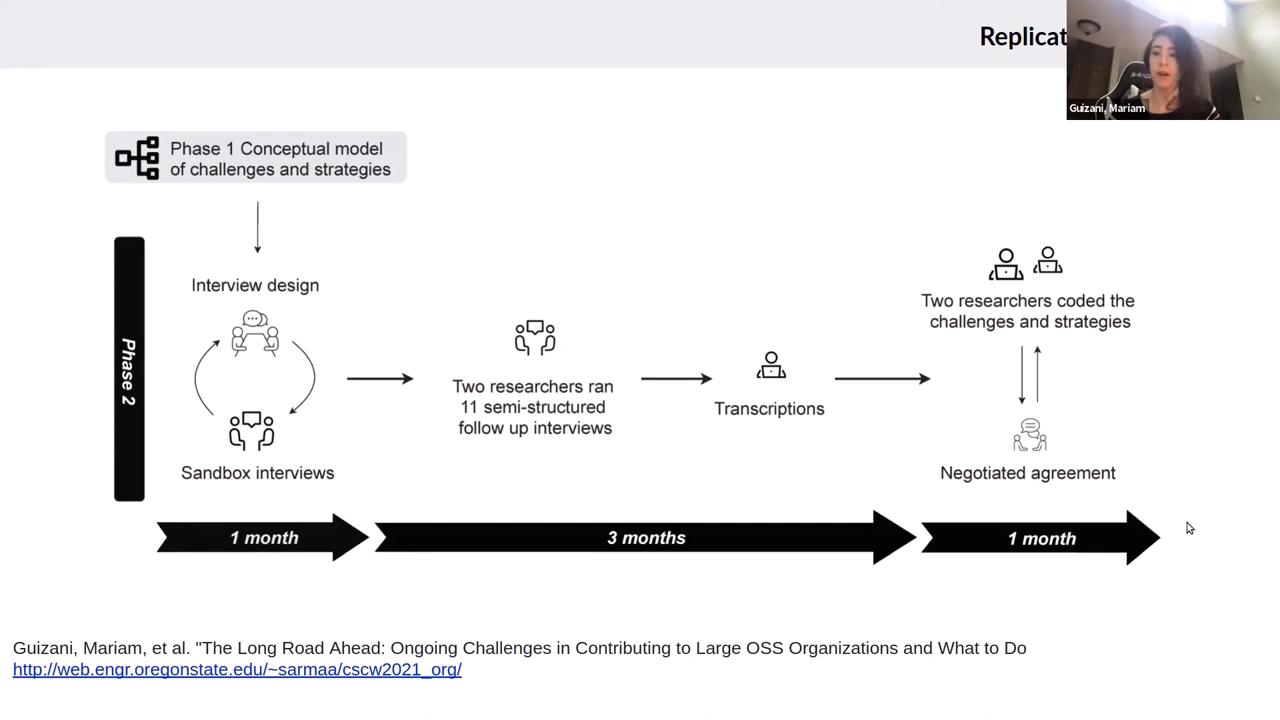 Replicat
Guizani, Mariam
Phase 1 Conceptual model
of challenges and strategies
Phase 2
Interview design
Sandbox interviews
Two researchers ran
11 semi-structured
follow up interviews
Transcriptions
Two researchers coded the
challenges and strategies
Negotiated agreement
1 month
3 months
1 month
Guizani, Mariam, et al. "The Long Road Ahead: Ongoing Challenges in Contributing to Large OSS Organizations and What to Do
http://web.engr.oregonstate.edu/~sarmaa/cscw2021_org/